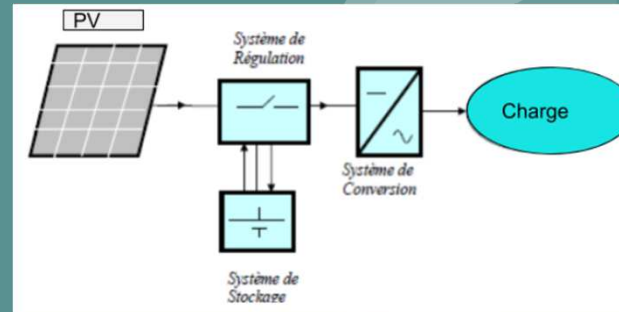 PV
Système de
Régulation
Charge
Système de
Conversion
Système de
Stockage